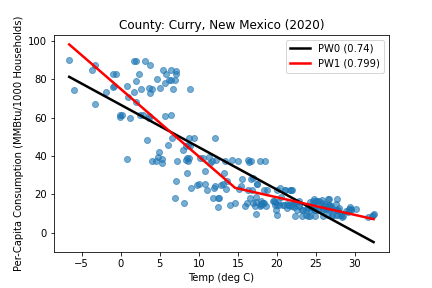 County: Curry, New Mexico (2020)
PW0 (0.74)
PW1 (0.799)
Per-Capita Consumption (MMBtu/1000 Households)
100
80
60
40
20
0
−5
0
5
10
15
20
25
30
Temp (deg C)